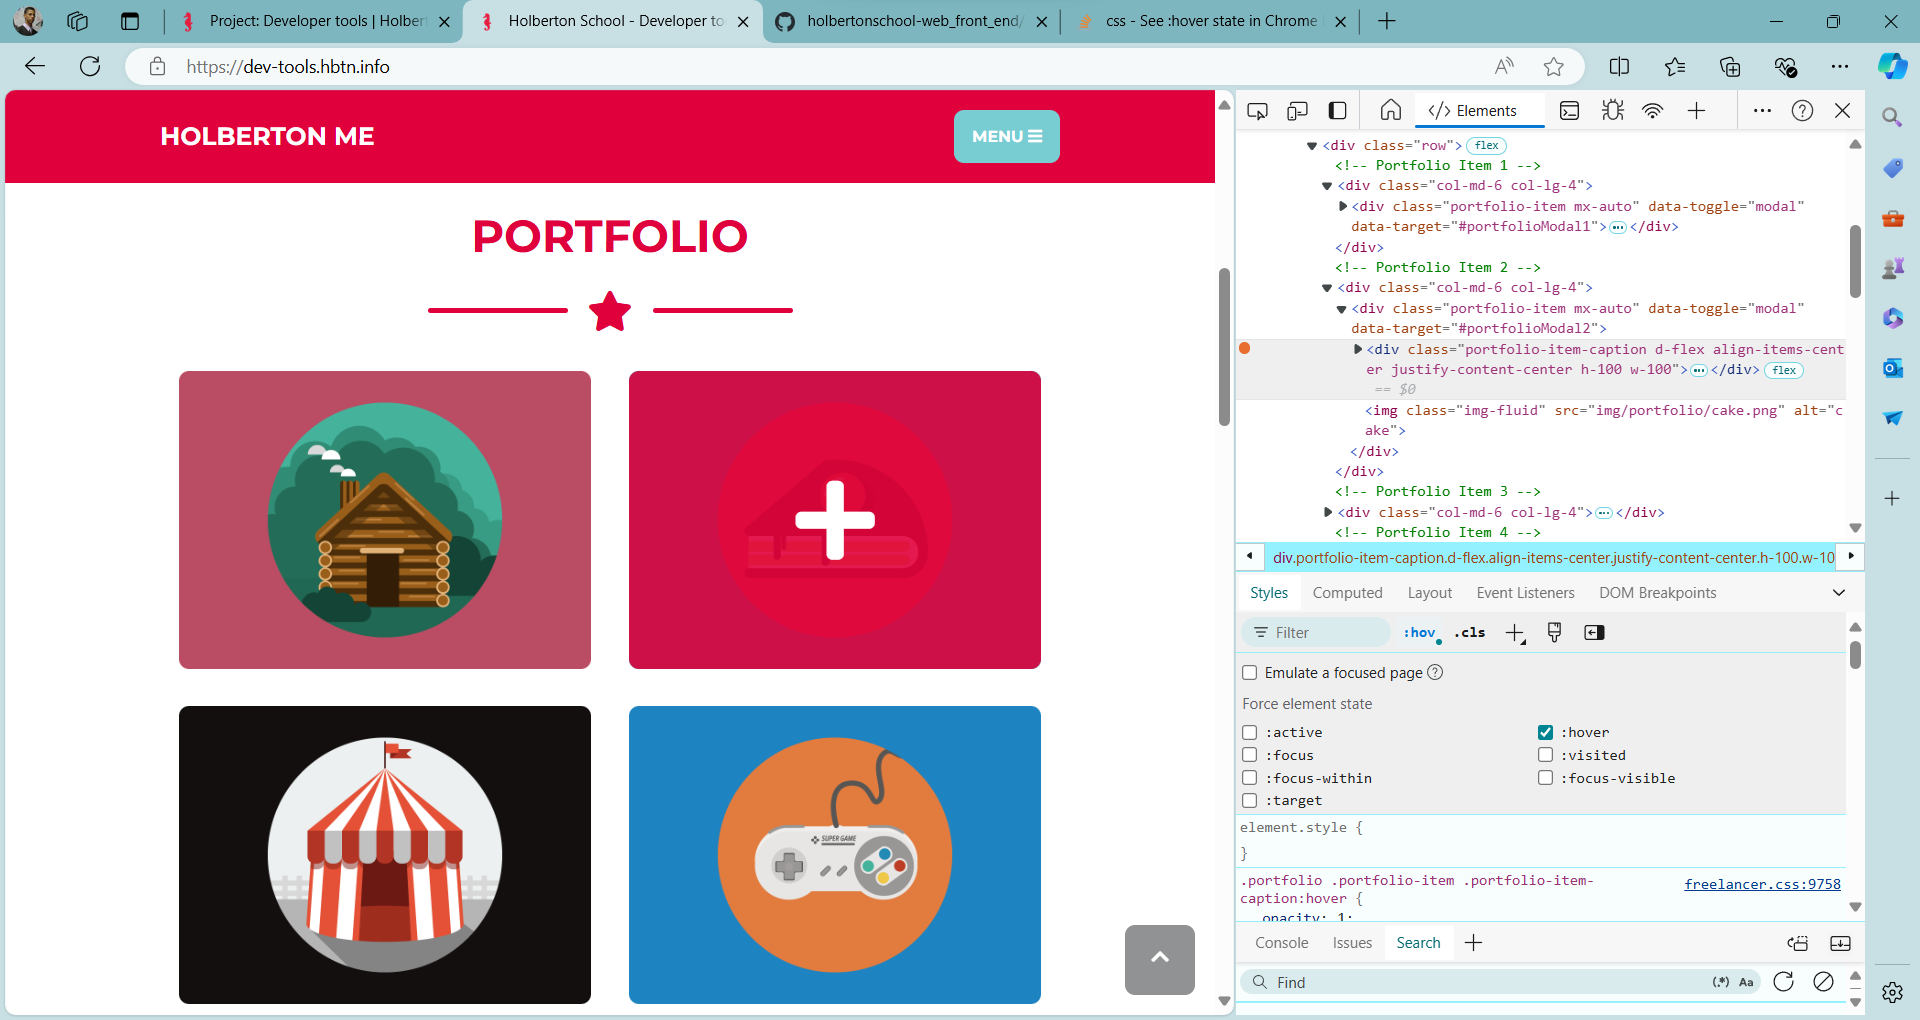 Project: Developer tools | Holbert
Holberton School - Developer to
holbertonschool-web_front_end/
css - See :hover state in Chrome
https://dev-tools.hbtn.info
HOLBERTON ME
MENU
PORTFOLIO
SUPER GAME
Elements
<div class="row"> flex
<!-- Portfolio Item 1 -->
<div class="col-md-6 col-lg-4">
<div class="portfolio-item mx-auto" data-toggle="modal"
data-target="#portfolioModal1"> … </div>
</div>
<!-- Portfolio Item 2 -->
<div class="col-md-6 col-lg-4">
<div class="portfolio-item mx-auto" data-toggle="modal"
data-target="#portfolioModal2">
<div class="portfolio-item-caption d-flex align-items-cent
er justify-content-center h-100 w-100"> … </div> flex
== $0
<img class="img-fluid" src="img/portfolio/cake.png" alt="c
ake">
</div>
</div>
<!-- Portfolio Item 3 -->
<div class="col-md-6 col-lg-4"> … </div>
<!-- Portfolio Item 4 -->
div.portfolio-item-caption.d-flex.align-items-center.justify-content-center.h-100.w-10
Styles Computed Layout Event Listeners DOM Breakpoints
Filter :hov .cls
Emulate a focused page
Force element state
:active :hover
:focus :visited
:focus-within :focus-visible
:target
element.style {
}
.portfolio .portfolio-item .portfolio-item- freelancer.css:9758
caption:hover {
opacity: 1;
Console Issues Search
Find (.*) Aa